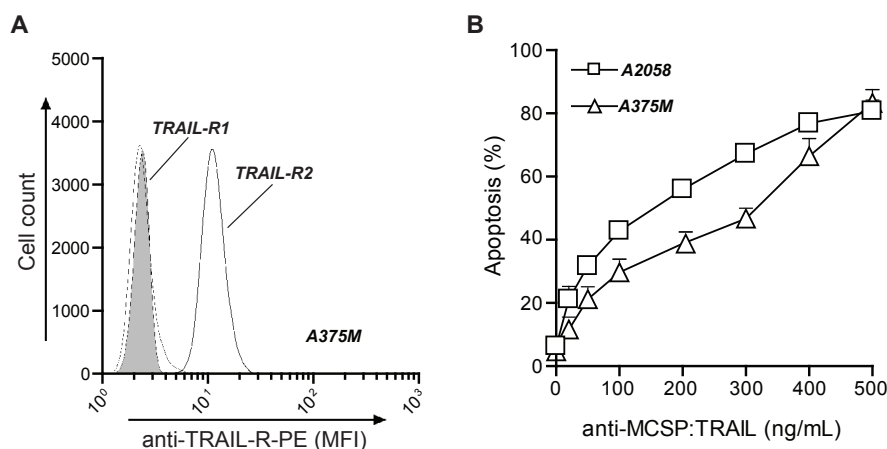 A
5000
4000
3000
2000
1000
0
Cell count
TRAIL-R1
TRAIL-R2
A375M
10⁰ 10¹ 10² 10³
anti-TRAIL-R-PE (MFI)
B
100
80
60
40
20
0
Apoptosis (%)
A2058
A375M
0 100 200 300 400 500
anti-MCSP:TRAIL (ng/mL)